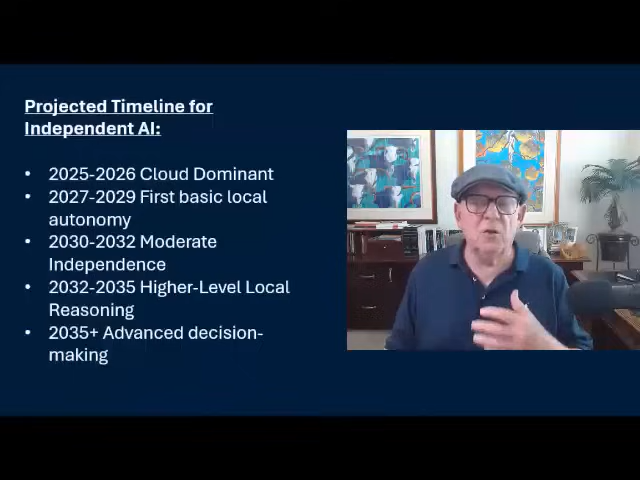 Projected Timeline for
Independent AI:
• 2025-2026 Cloud Dominant
• 2027-2029 First basic local
autonomy
• 2030-2032 Moderate
Independence
• 2032-2035 Higher-Level Local
Reasoning
• 2035+ Advanced decision-
making